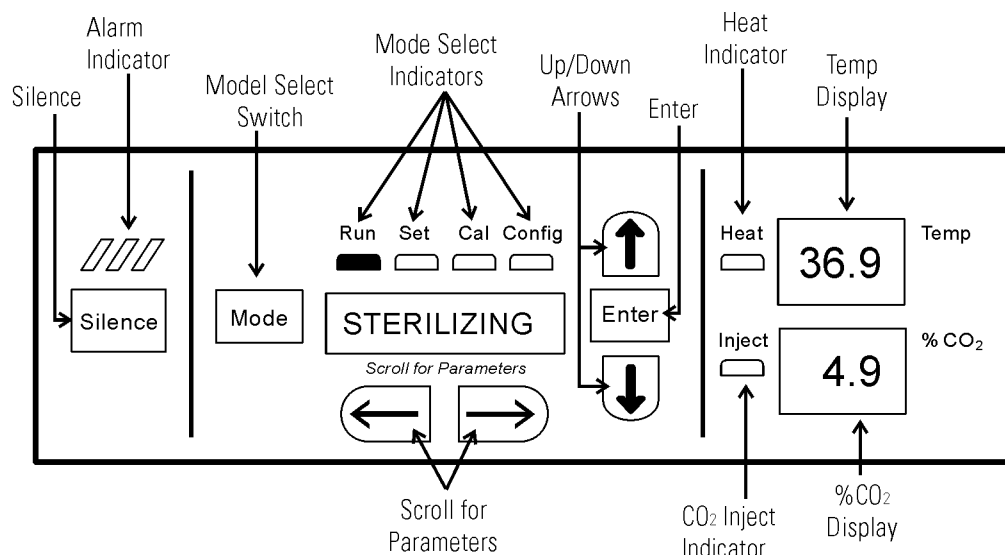 Alarm
Indicator
Silence
Model Select
Switch
Mode Select
Indicators
Up/Down
Arrows
Enter
Heat
Indicator
Temp
Display
Run Set Cal Config
Heat
Temp
36.9
Silence
Mode
STERILIZING
Enter
Inject
% CO₂
4.9
Scroll for Parameters
Scroll for
Parameters
CO₂ Inject
Indicator
%CO₂
Display